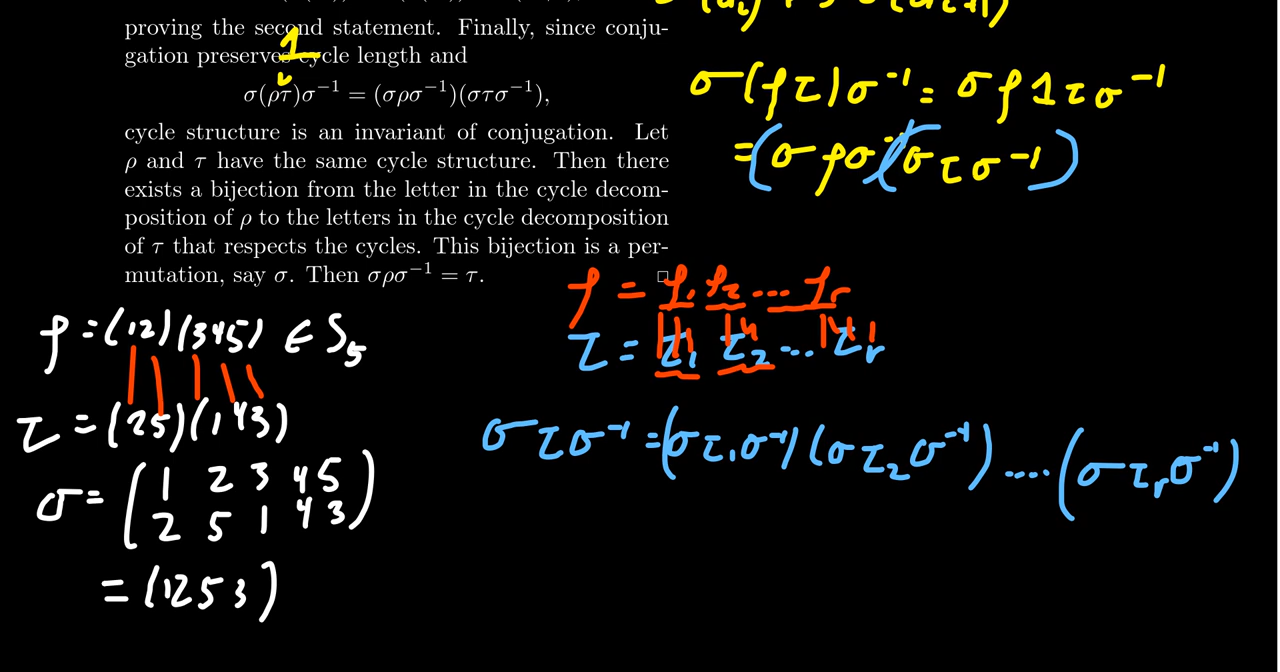 proving the second statement. Finally, since conju-
gation preserves cycle length and
1
σ(ρτ)σ⁻¹ = (σρσ⁻¹)(στσ⁻¹),
cycle structure is an invariant of conjugation. Let
ρ and τ have the same cycle structure. Then there
exists a bijection from the letter in the cycle decom-
position of ρ to the letters in the cycle decomposition
of τ that respects the cycles. This bijection is a per-
mutation, say σ. Then σρσ⁻¹ = τ. □
σ(ρτ)σ⁻¹ = σρ1τσ⁻¹
= (σρσ⁻¹)(στσ⁻¹)
ρ = ρ₁ ρ₂ ... ρᵣ
τ = τ₁ τ₂ ... τᵣ
στσ⁻¹ = (στ₁σ⁻¹)(στ₂σ⁻¹) .... (στᵣσ⁻¹)
ρ = (12)(345) ∈ S₅
τ = (25)(143)
σ = (1 2 3 4 5
2 5 1 4 3)
= (1253)